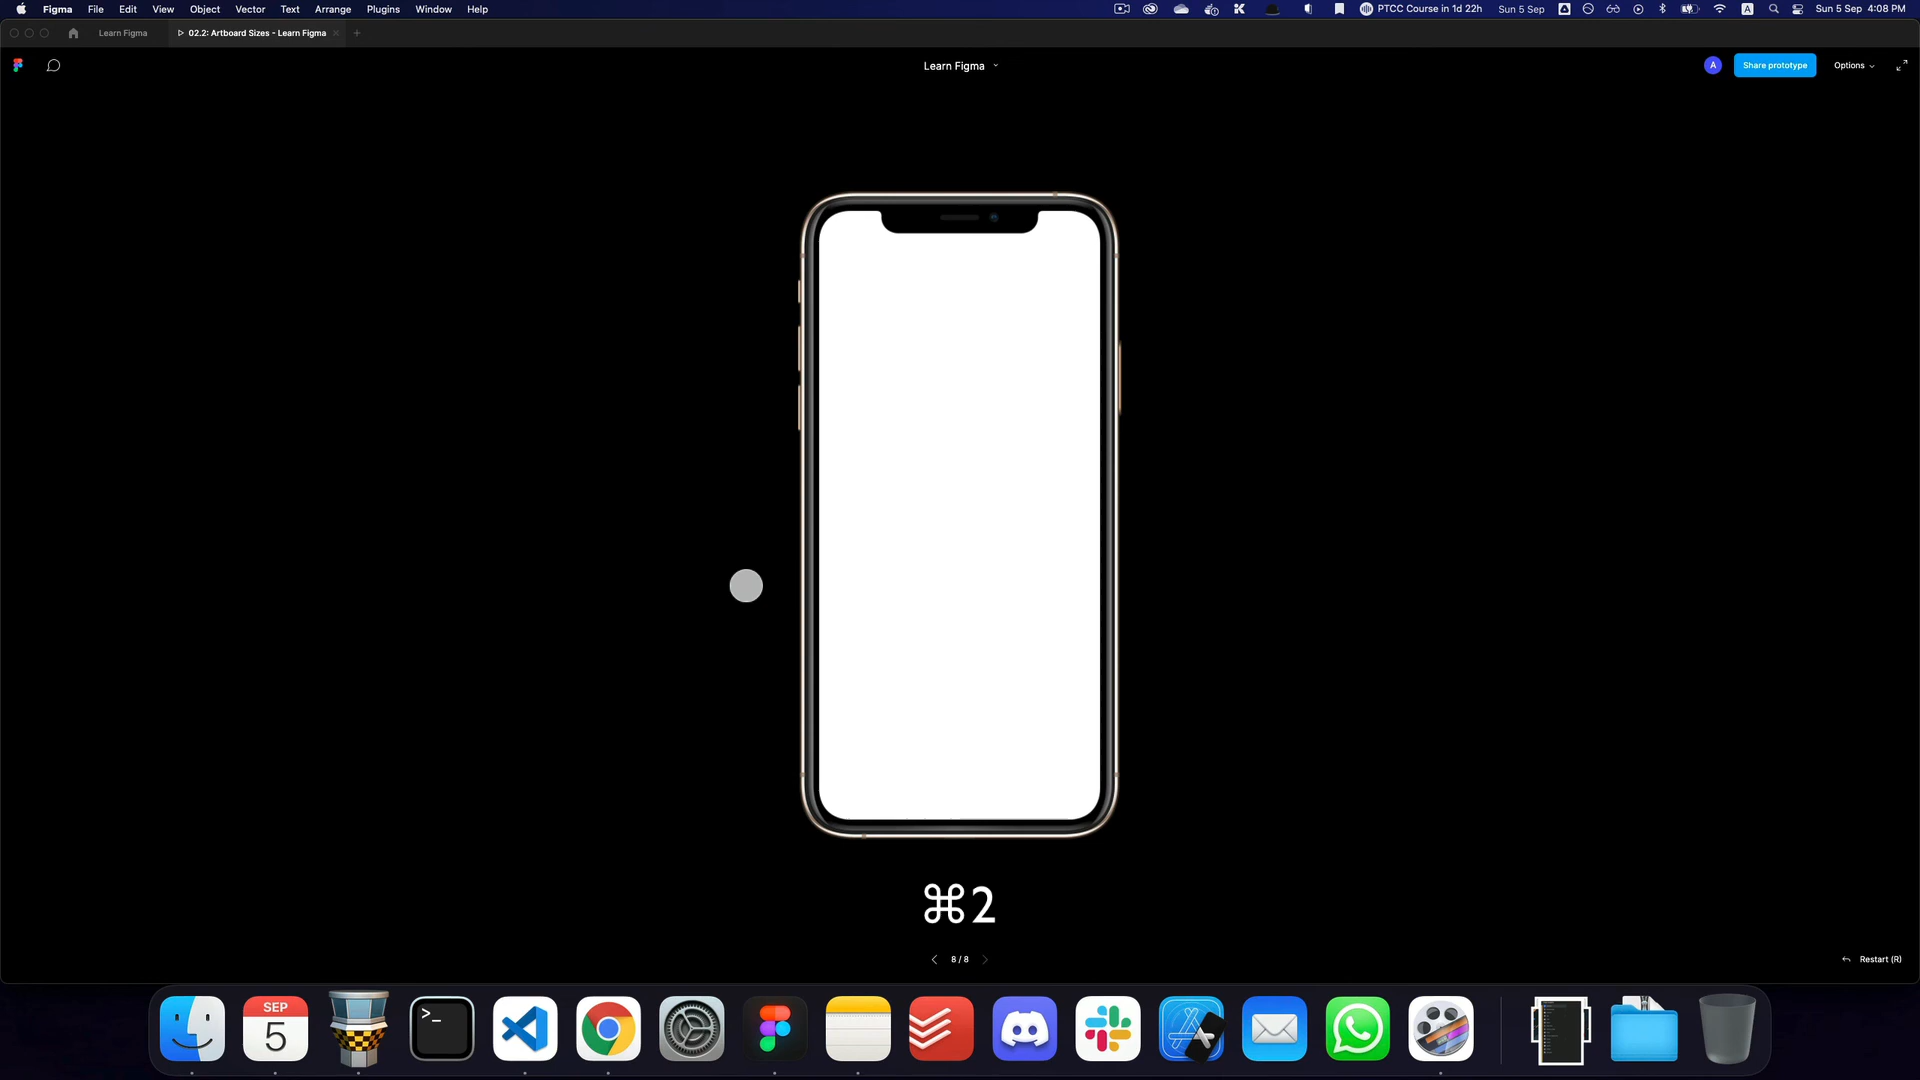 Figma File Edit View Object Vector Text Arrange Plugins Window Help
PTCC Course in 1d 22h Sun 5 Sep A Sun 5 Sep 4:08 PM
Learn Figma 02.2: Artboard Sizes - Learn Figma
Learn Figma
A Share prototype Options
⌘2
8 / 8
Restart (R)
SEP
5
>_